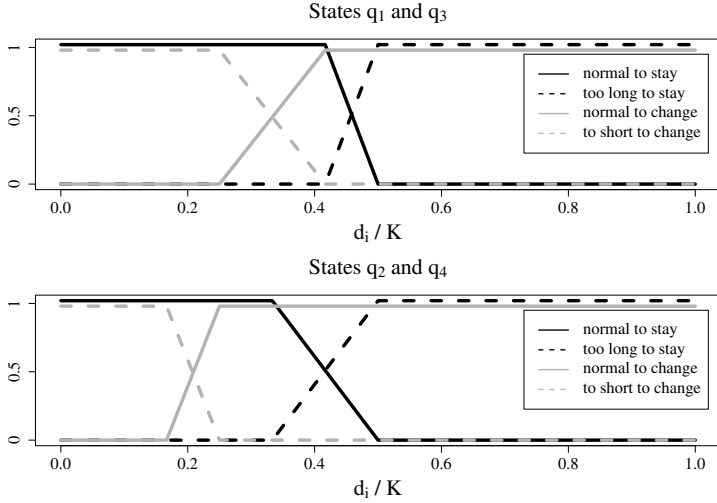 States q1 and q3
1
0.5
0
normal to stay
too long to stay
normal to change
to short to change
0.0 0.2 0.4 0.6 0.8 1.0
di / K
States q2 and q4
1
0.5
0
normal to stay
too long to stay
normal to change
to short to change
0.0 0.2 0.4 0.6 0.8 1.0
di / K